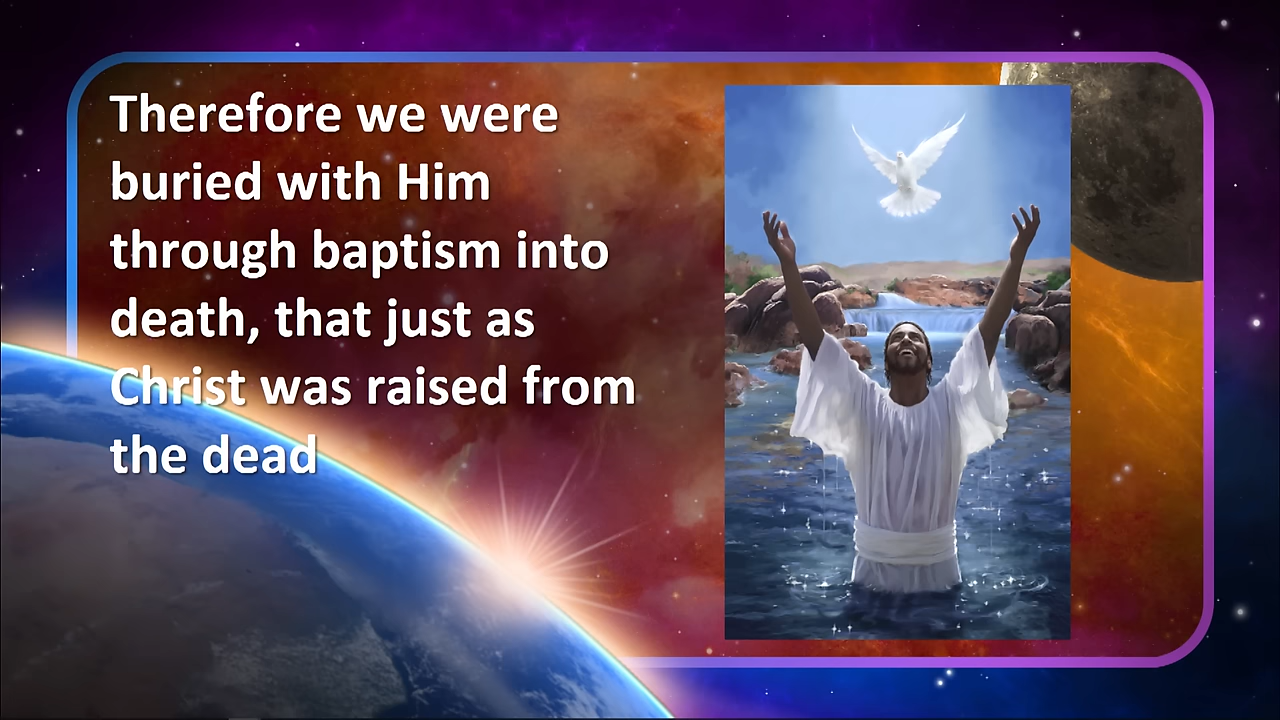 Therefore we were
buried with Him
through baptism into
death, that just as
Christ was raised from
the dead